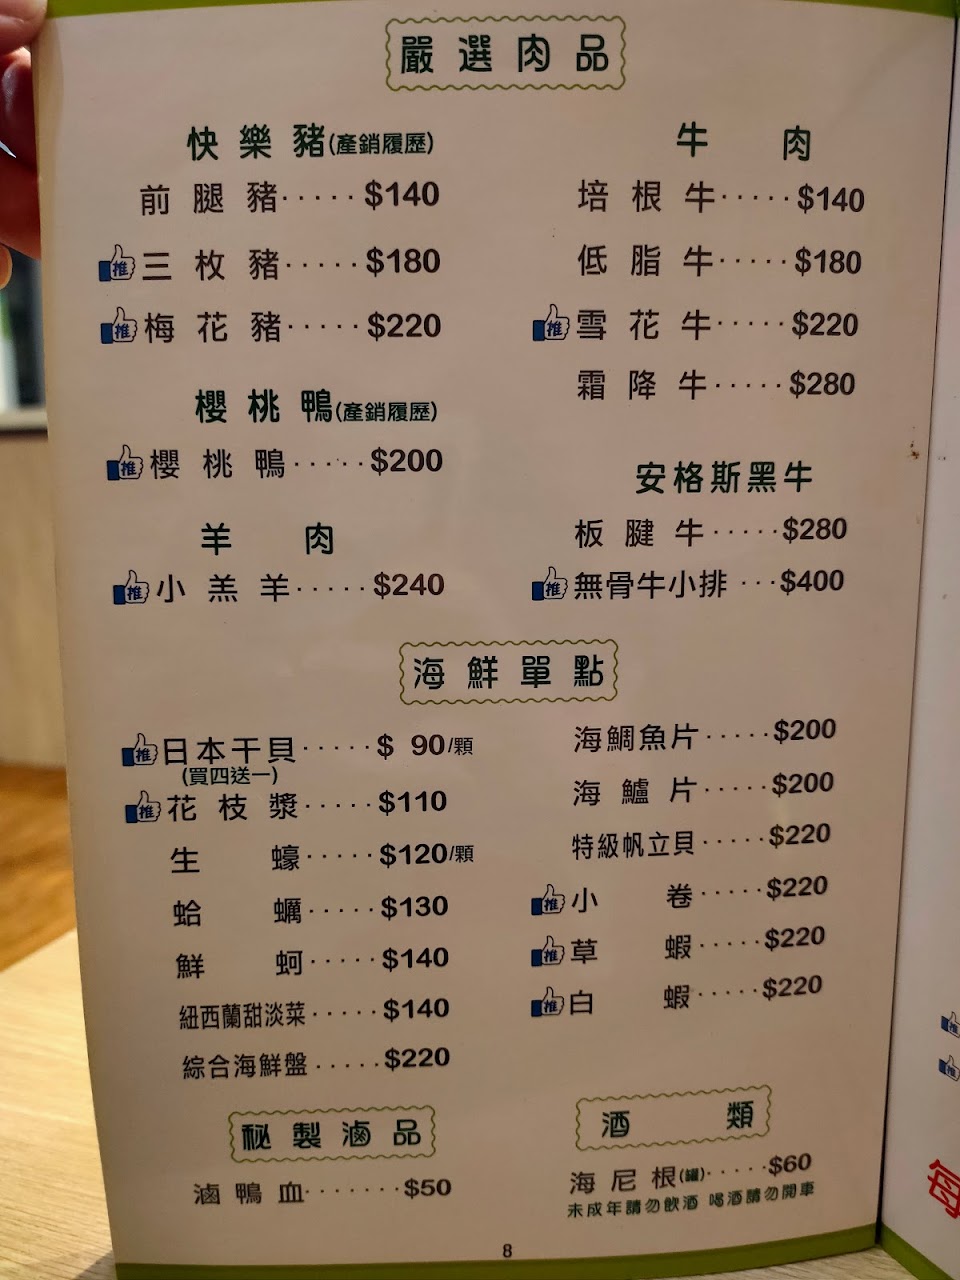 嚴選肉品
快樂豬(產銷履歷)
前腿豬·····$140
推 三枚豬·····$180
推 梅花豬·····$220
櫻桃鴨(產銷履歷)
推 櫻桃鴨·····$200
羊肉
推 小羔羊·····$240
牛肉
培根牛·····$140
低脂牛·····$180
推 雪花牛·····$220
霜降牛·····$280
安格斯黑牛
板腱牛·····$280
推 無骨牛小排···$400
海鮮單點
推 日本干貝·····$ 90/顆
(買四送一)
推 花枝漿·····$110
生蠔·····$120/顆
蛤蠣·····$130
鮮蚵·····$140
紐西蘭甜淡菜·····$140
綜合海鮮盤·····$220
海鯛魚片·····$200
海鱸片·····$200
特級帆立貝·····$220
推 小卷·····$220
推 草蝦·····$220
推 白蝦·····$220
秘製滷品
滷鴨血·······$50
酒類
海尼根(罐)·····$60
未成年請勿飲酒 喝酒請勿開車
8
每